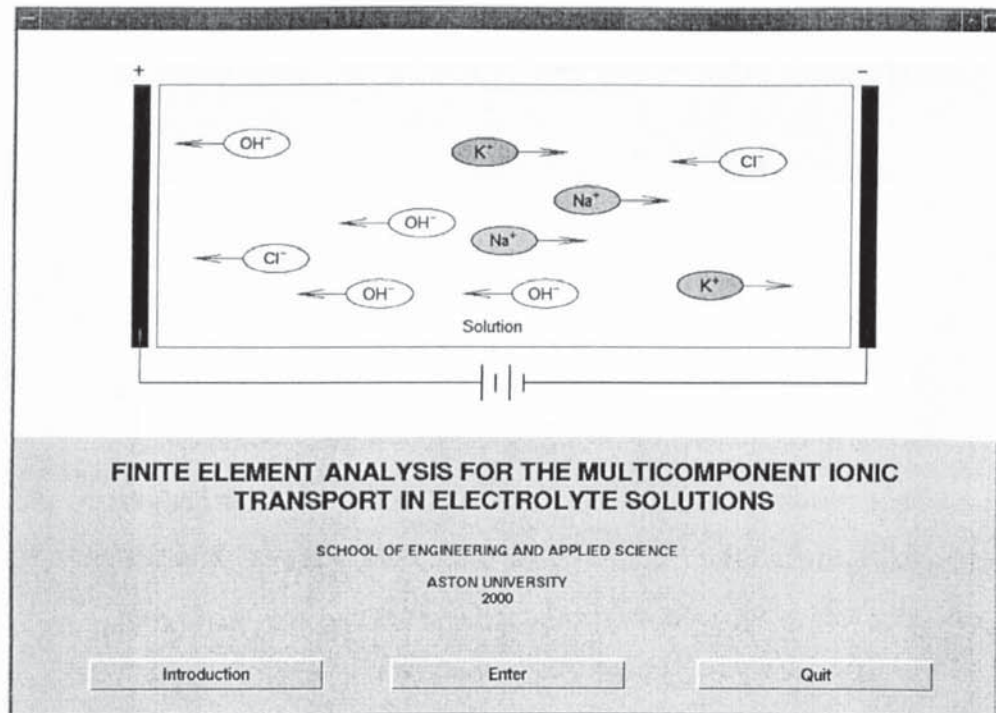 + −
OH⁻ K⁺ Cl⁻
Na⁺
OH⁻ Na⁺
Cl⁻
OH⁻ OH⁻ K⁺
Solution
FINITE ELEMENT ANALYSIS FOR THE MULTICOMPONENT IONIC
TRANSPORT IN ELECTROLYTE SOLUTIONS
SCHOOL OF ENGINEERING AND APPLIED SCIENCE
ASTON UNIVERSITY
2000
Introduction Enter Quit